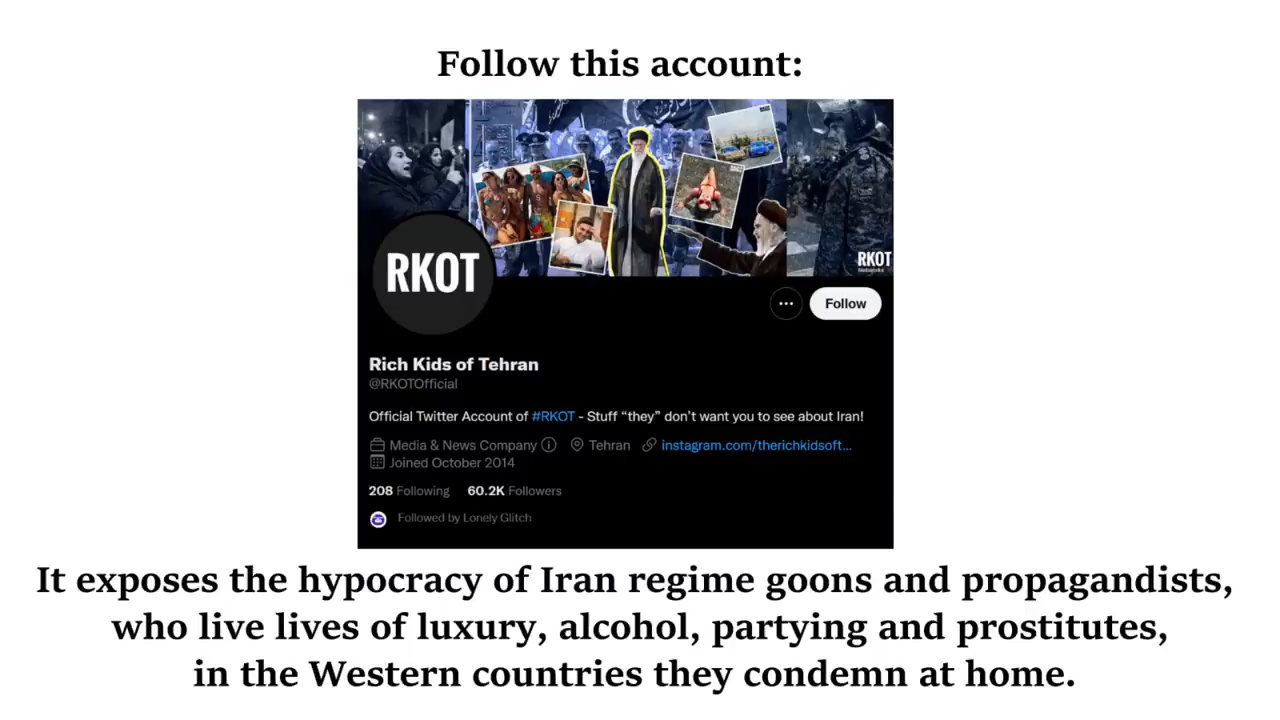 Follow this account:
RKOT
Networks
RKOT
Follow
Rich Kids of Tehran
@RKOTOfficial
Official Twitter Account of #RKOT - Stuff “they” don’t want you to see about Iran!
Media & News Company Tehran instagram.com/therichkidsoft...
Joined October 2014
208 Following 60.2K Followers
Followed by Lonely Glitch
It exposes the hypocracy of Iran regime goons and propagandists,
who live lives of luxury, alcohol, partying and prostitutes,
in the Western countries they condemn at home.